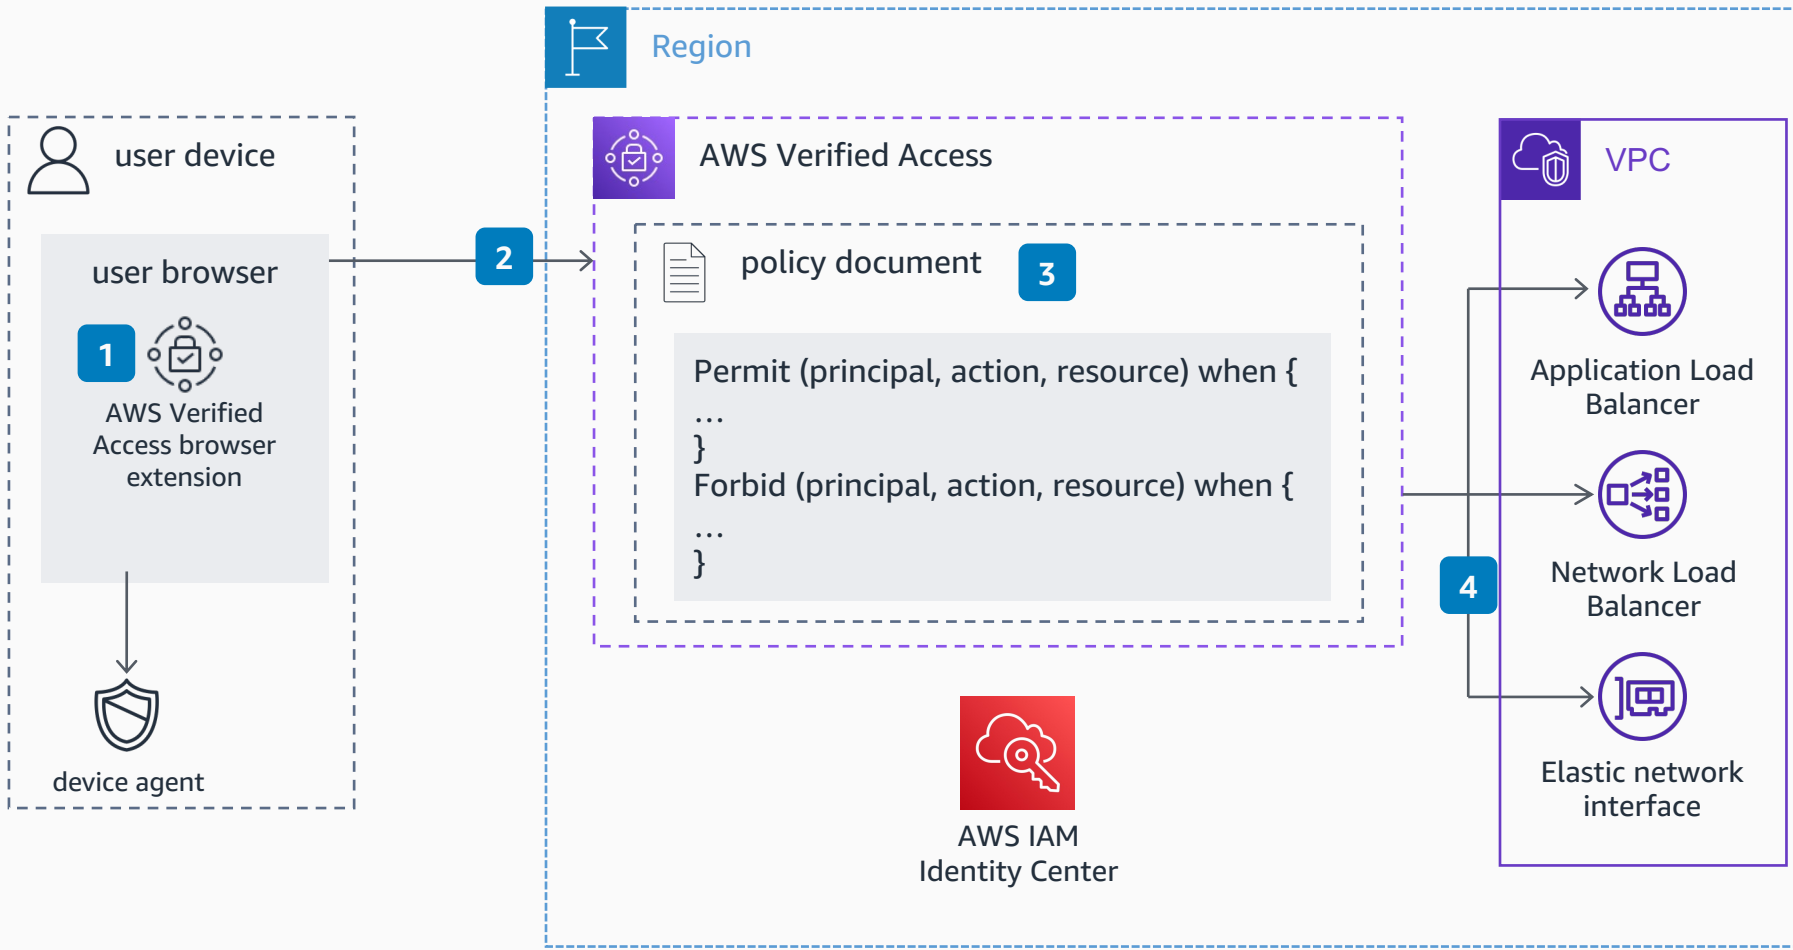 Region
user device
user browser
1
AWS Verified
Access browser
extension
device agent
2
AWS Verified Access
policy document
3
Permit (principal, action, resource) when {
...
}
Forbid (principal, action, resource) when {
...
}
AWS IAM
Identity Center
4
VPC
Application Load
Balancer
Network Load
Balancer
Elastic network
interface